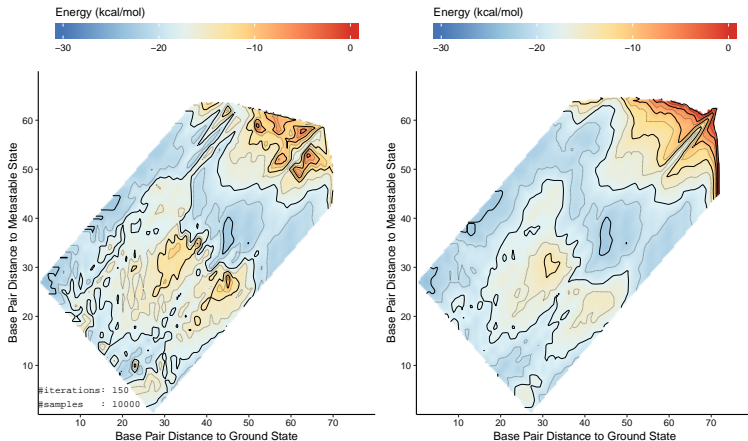 Energy (kcal/mol)
−30 −20 −10 0
Base Pair Distance to Metastable State
60
50
40
30
20
10
#iterations: 150
#samples   : 10000
10 20 30 40 50 60 70
Base Pair Distance to Ground State
Energy (kcal/mol)
−30 −20 −10 0
Base Pair Distance to Metastable State
60
50
40
30
20
10
10 20 30 40 50 60 70
Base Pair Distance to Ground State